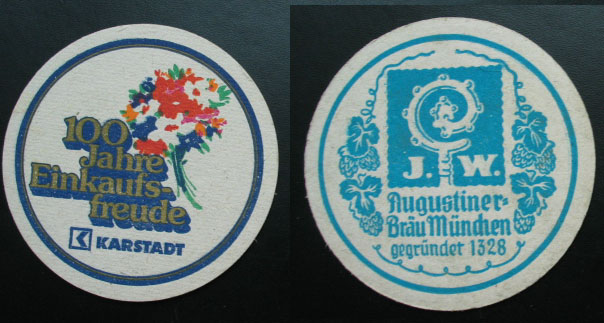 100
Jahre
Einkaufs-
freude
KARSTADT
J. W.
Augustiner-
Bräu München
gegründet 1328